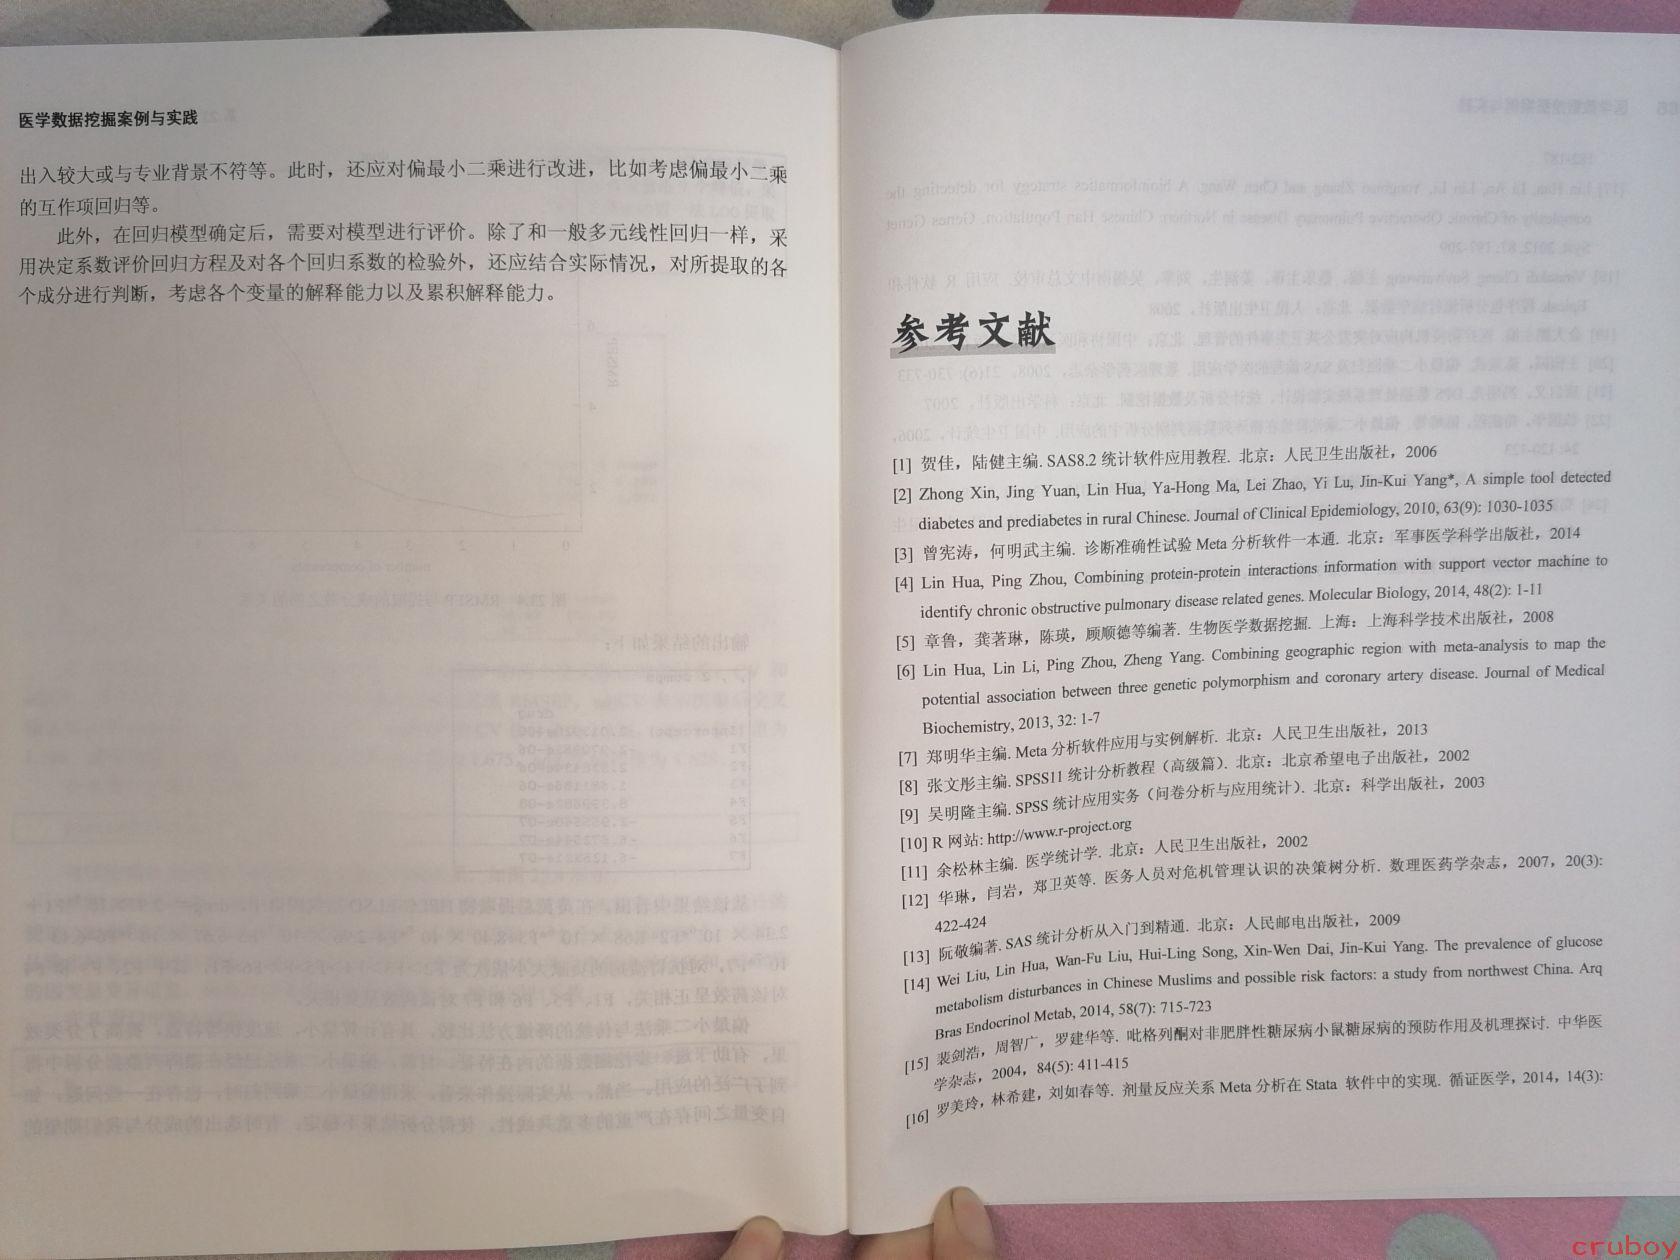 医学数据挖掘案例与实践
出入较大或与专业背景不符等。此时，还应对偏最小二乘进行改进，比如考虑偏最小二乘
的互作项回归等。
此外，在回归模型确定后，需要对模型进行评价。除了和一般多元线性回归一样，采
用决定系数评价回归方程及对各个回归系数的检验外，还应结合实际情况，对所提取的各
个成分进行判断，考虑各个变量的解释能力以及累积解释能力。
参考文献
[1] 贺佳，陆健主编. SAS8.2 统计软件应用教程. 北京：人民卫生出版社，2006
[2] Zhong Xin, Jing Yuan, Lin Hua, Ya-Hong Ma, Lei Zhao, Yi Lu, Jin-Kui Yang*, A simple tool detected
diabetes and prediabetes in rural Chinese. Journal of Clinical Epidemiology, 2010, 63(9): 1030-1035
[3] 曾宪涛，何明武主编. 诊断准确性试验 Meta 分析软件一本通. 北京：军事医学科学出版社，2014
[4] Lin Hua, Ping Zhou, Combining protein-protein interactions information with support vector machine to
identify chronic obstructive pulmonary disease related genes. Molecular Biology, 2014, 48(2): 1-11
[5] 章鲁，龚著琳，陈瑛，顾顺德等编著. 生物医学数据挖掘. 上海：上海科学技术出版社，2008
[6] Lin Hua, Lin Li, Ping Zhou, Zheng Yang. Combining geographic region with meta-analysis to map the
potential association between three genetic polymorphism and coronary artery disease. Journal of Medical
Biochemistry, 2013, 32: 1-7
[7] 郑明华主编. Meta 分析软件应用与实例解析. 北京：人民卫生出版社，2013
[8] 张文彤主编. SPSS11 统计分析教程（高级篇）. 北京：北京希望电子出版社，2002
[9] 吴明隆主编. SPSS 统计应用实务（问卷分析与应用统计）. 北京：科学出版社，2003
[10] R 网站: http://www.r-project.org
[11] 余松林主编. 医学统计学. 北京：人民卫生出版社，2002
[12] 华琳，闫岩，郑卫英等. 医务人员对危机管理认识的决策树分析. 数理医药学杂志，2007，20(3):
422-424
[13] 阮敬编著. SAS 统计分析从入门到精通. 北京：人民邮电出版社，2009
[14] Wei Liu, Lin Hua, Wan-Fu Liu, Hui-Ling Song, Xin-Wen Dai, Jin-Kui Yang. The prevalence of glucose
metabolism disturbances in Chinese Muslims and possible risk factors: a study from northwest China. Arq
Bras Endocrinol Metab, 2014, 58(7): 715-723
[15] 裴剑浩，周智广，罗建华等. 吡格列酮对非肥胖性糖尿病小鼠糖尿病的预防作用及机理探讨. 中华医
学杂志，2004，84(5): 411-415
[16] 罗美玲，林希建，刘如春等. 剂量反应关系 Meta 分析在 Stata 软件中的实现. 循证医学，2014，14(3):
cruboy